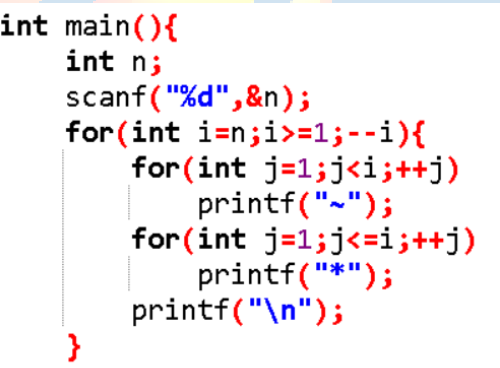 int main(){
int n;
scanf("%d",&n);
for(int i=n;i>=1;--i){
for(int j=1;j<i;++j)
printf("~");
for(int j=1;j<=i;++j)
printf("*");
printf("\n");
}